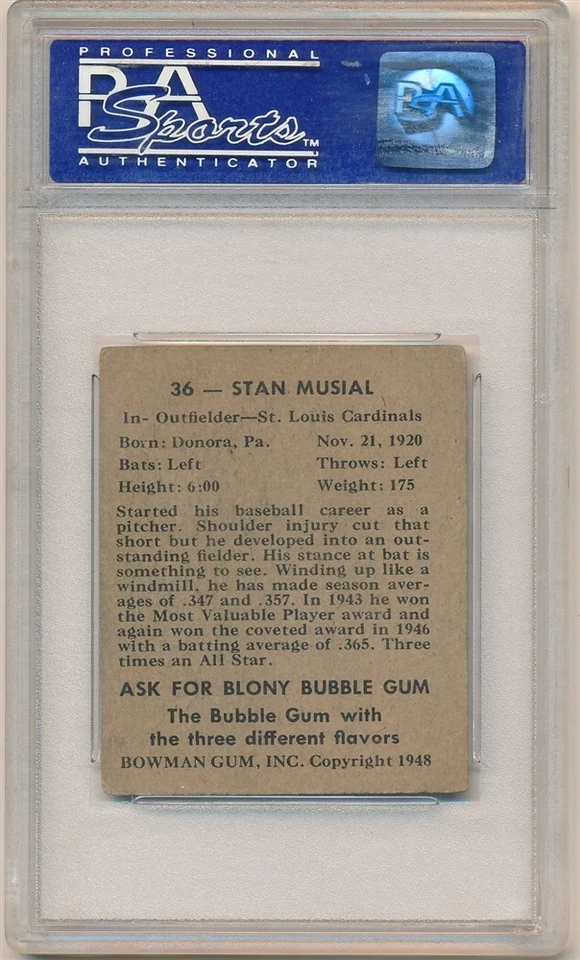 PROFESSIONAL
PSA
Sports™
AUTHENTICATOR
PSA
36 — STAN MUSIAL
In- Outfielder—St. Louis Cardinals
Born: Donora, Pa. Nov. 21, 1920
Bats: Left Throws: Left
Height: 6:00 Weight: 175
Started his baseball career as a
pitcher. Shoulder injury cut that
short but he developed into an out-
standing fielder. His stance at bat is
something to see. Winding up like a
windmill, he has made season aver-
ages of .347 and .357. In 1943 he won
the Most Valuable Player award and
again won the coveted award in 1946
with a batting average of .365. Three
times an All Star.
ASK FOR BLONY BUBBLE GUM
The Bubble Gum with
the three different flavors
BOWMAN GUM, INC. Copyright 1948